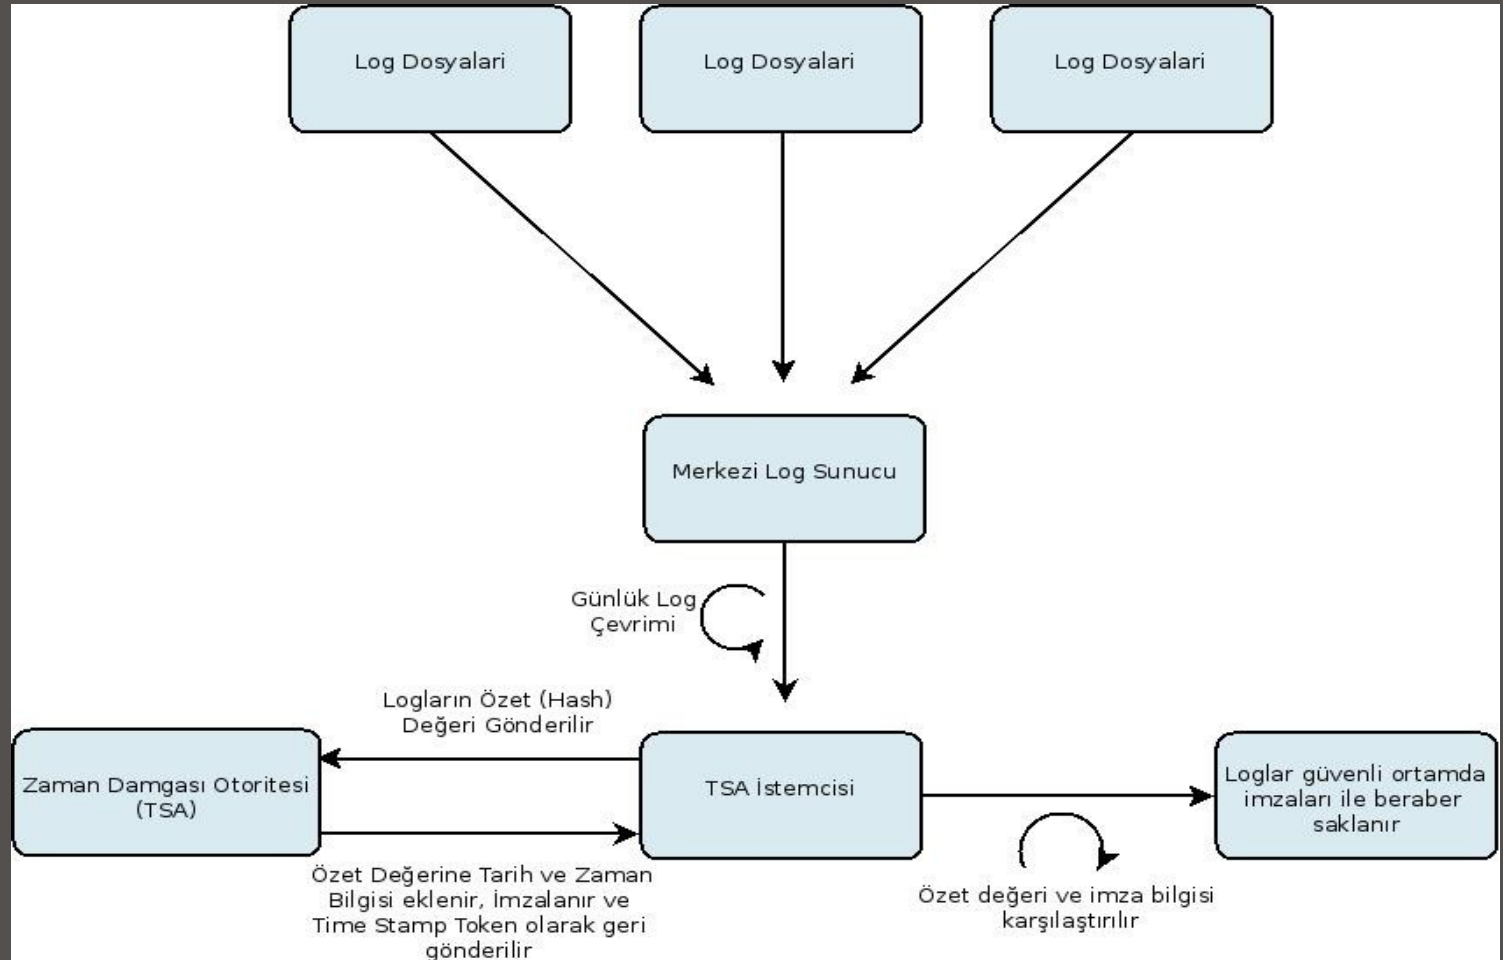 Log Dosyalari
Log Dosyalari
Log Dosyalari
Merkezi Log Sunucu
Günlük Log
Çevrimi
Logların Özet (Hash)
Değeri Gönderilir
Zaman Damgası Otoritesi
(TSA)
TSA İstemcisi
Loglar güvenli ortamda
imzaları ile beraber
saklanır
Özet Değerine Tarih ve Zaman
Bilgisi eklenir, İmzalanır ve
Time Stamp Token olarak geri
gönderilir
Özet değeri ve imza bilgisi
karşılaştırılır